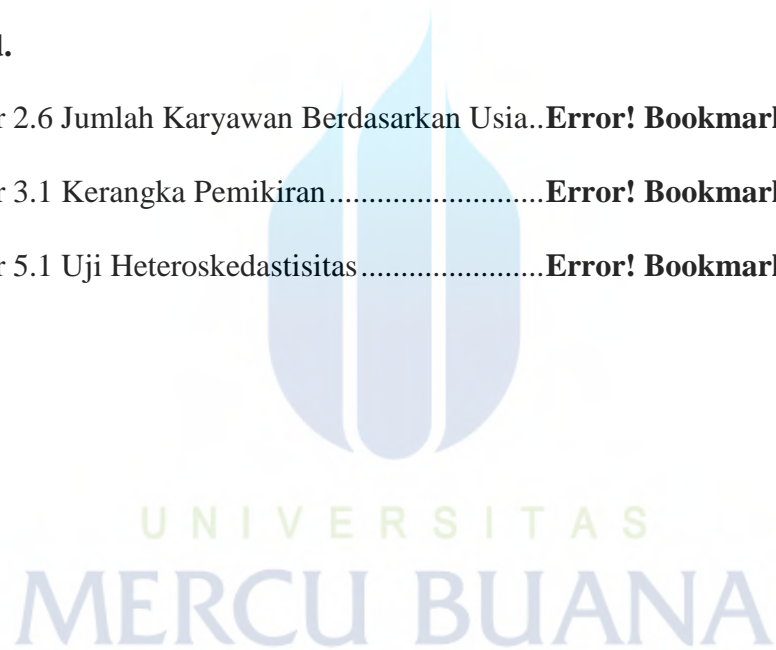 r 2.6 Jumlah Karyawan Berdasarkan Usia..Error! Bookmark
r 3.1 Kerangka Pemikiran...........................Error! Bookmark
r 5.1 Uji Heteroskedastisitas.......................Error! Bookmark
UNIVERSITAS
MERCU BUANA